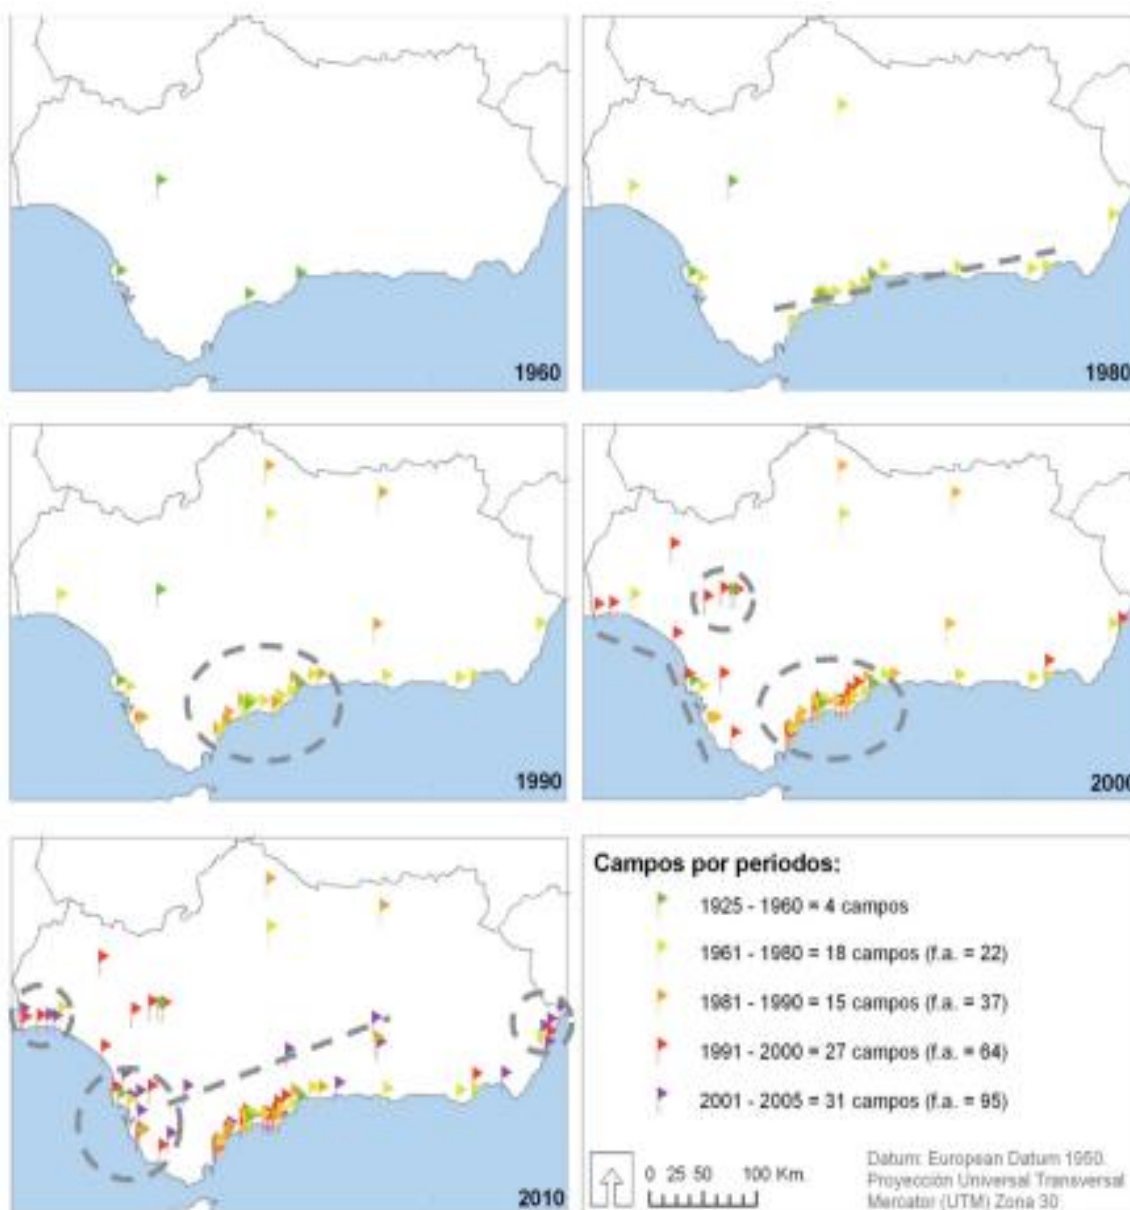 1960
1980
1990
2000
2010
Campos por periodos:
1925 - 1960 = 4 campos
1961 - 1980 = 18 campos (f.a. = 22)
1981 - 1990 = 15 campos (f.a. = 37)
1991 - 2000 = 27 campos (f.a. = 64)
2001 - 2005 = 31 campos (f.a. = 95)
0 25 50 100 Km.
Datum: European Datum 1950.
Proyección Universal Transversal
Mercator (UTM) Zona 30